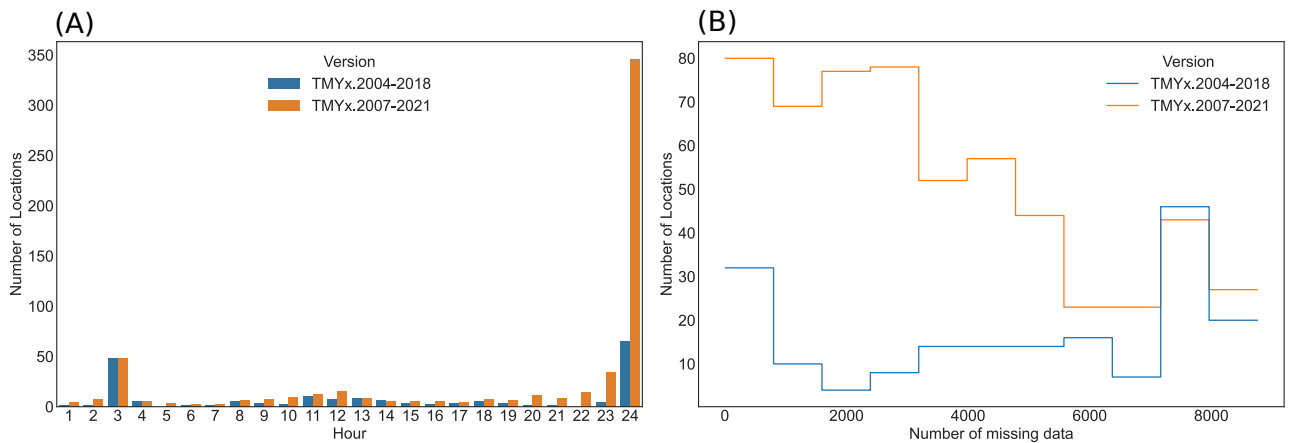 (A)
Number of Locations
350
300
250
200
150
100
50
0
Version
TMYx.2004-2018
TMYx.2007-2021
1 2 3 4 5 6 7 8 9 10 11 12 13 14 15 16 17 18 19 20 21 22 23 24
Hour
(B)
Number of Locations
80
70
60
50
40
30
20
10
Version
TMYx.2004-2018
TMYx.2007-2021
0 2000 4000 6000 8000
Number of missing data